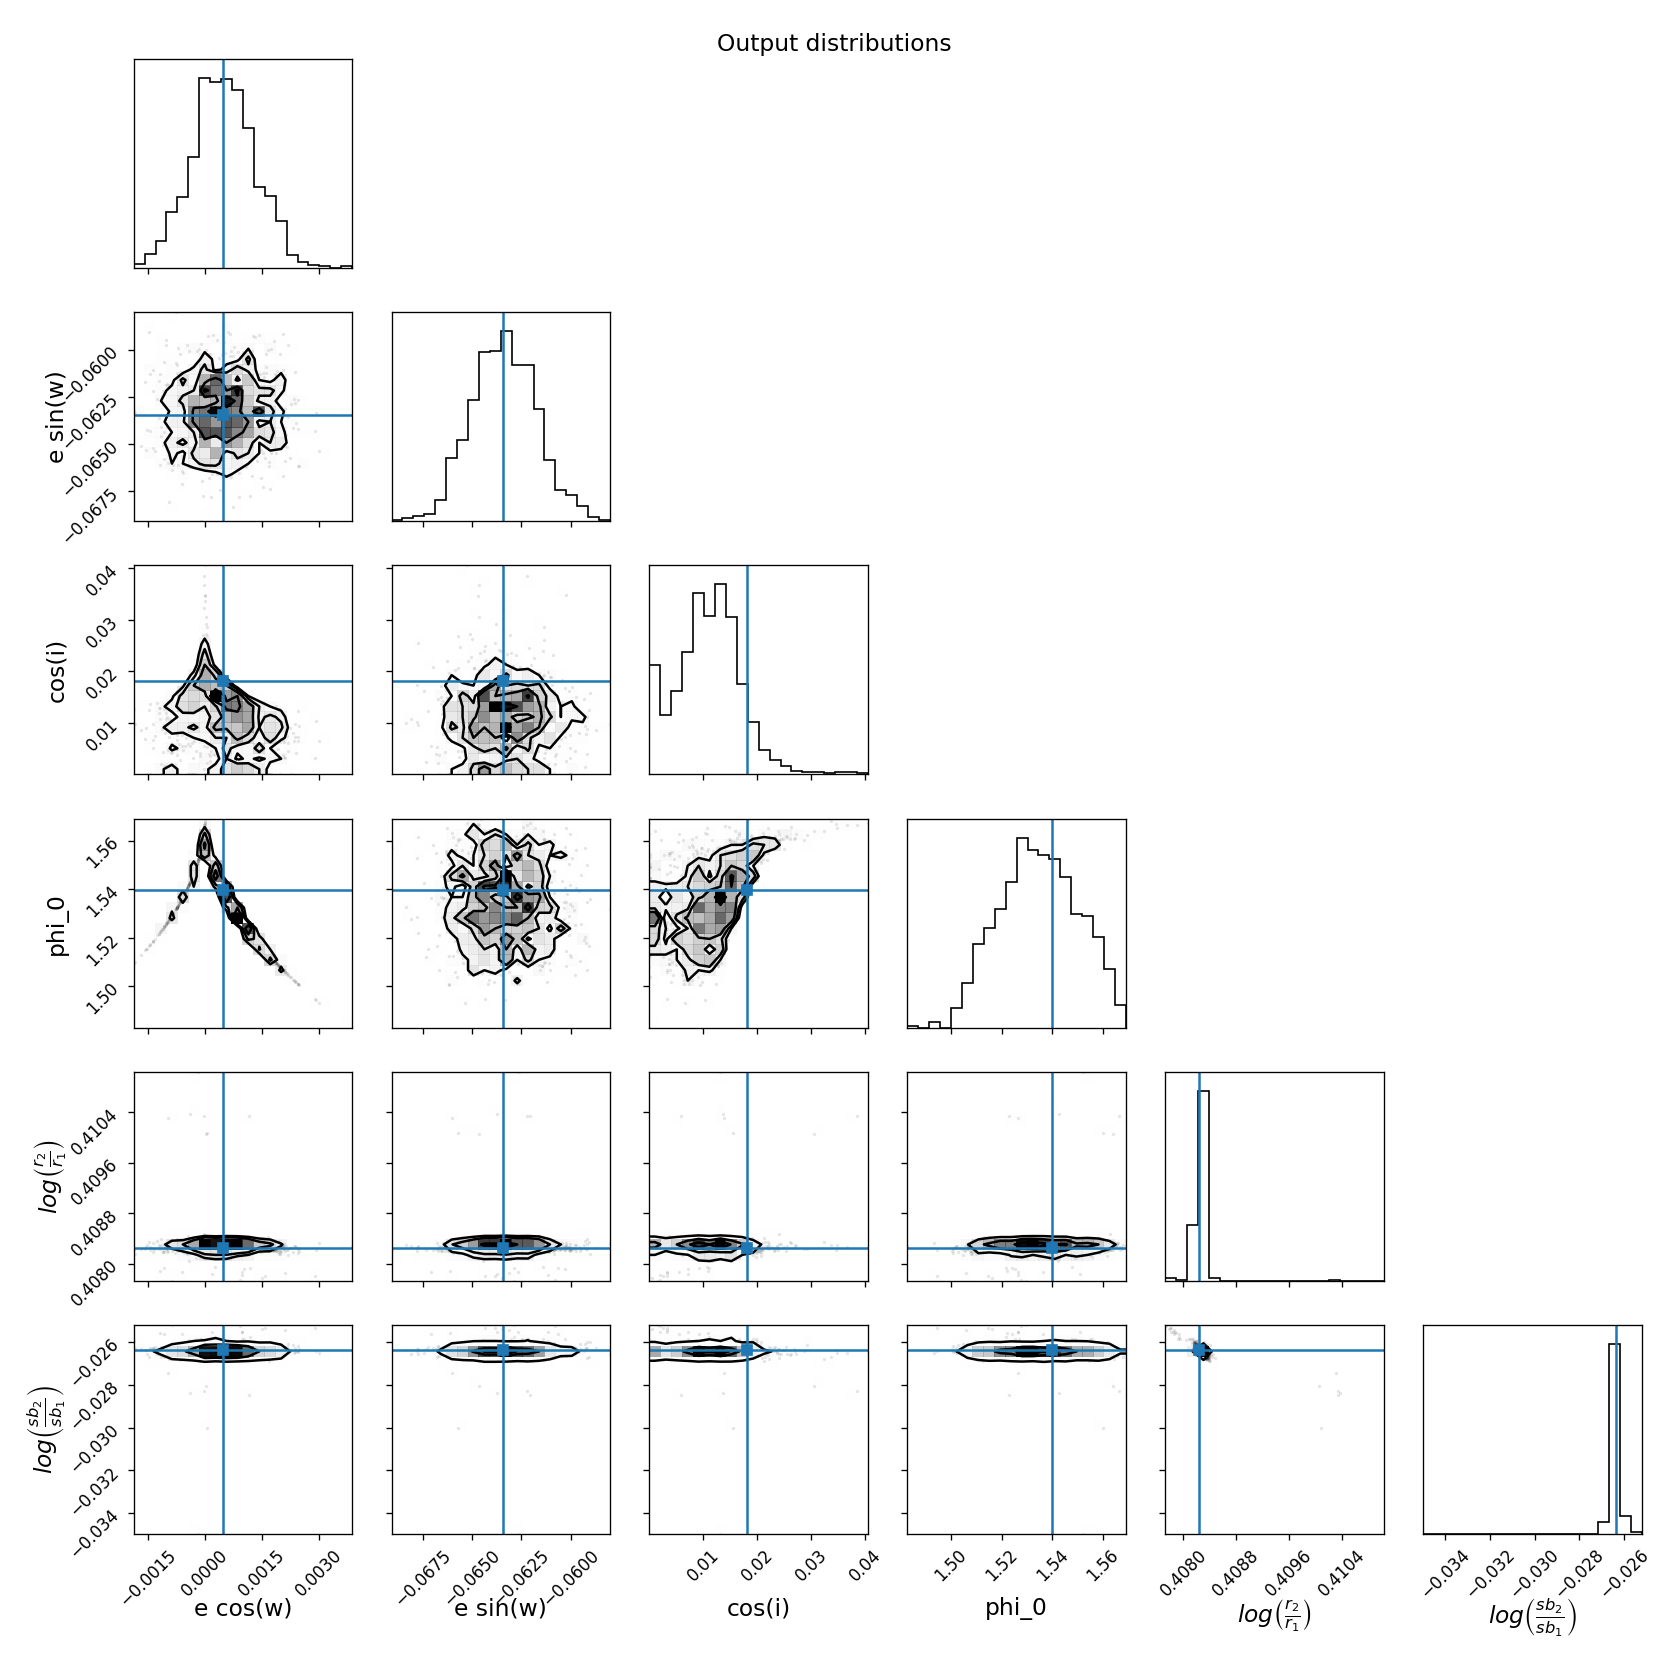 Output distributions
e sin(w)
−0.0600
−0.0625
−0.0650
−0.0675
cos(i)
0.04
0.03
0.02
0.01
phi_0
1.56
1.54
1.52
1.50
log(r2/r1)
0.4104
0.4096
0.4088
0.4080
log(sb2/sb1)
−0.026
−0.028
−0.030
−0.032
−0.034
−0.0015 0.0000 0.0015 0.0030
−0.0675 −0.0650 −0.0625 −0.0600
0.01 0.02 0.03 0.04
1.50 1.52 1.54 1.56
0.4080 0.4088 0.4096 0.4104
−0.034 −0.032 −0.030 −0.028 −0.026
e cos(w) e sin(w) cos(i) phi_0 log(r2/r1) log(sb2/sb1)